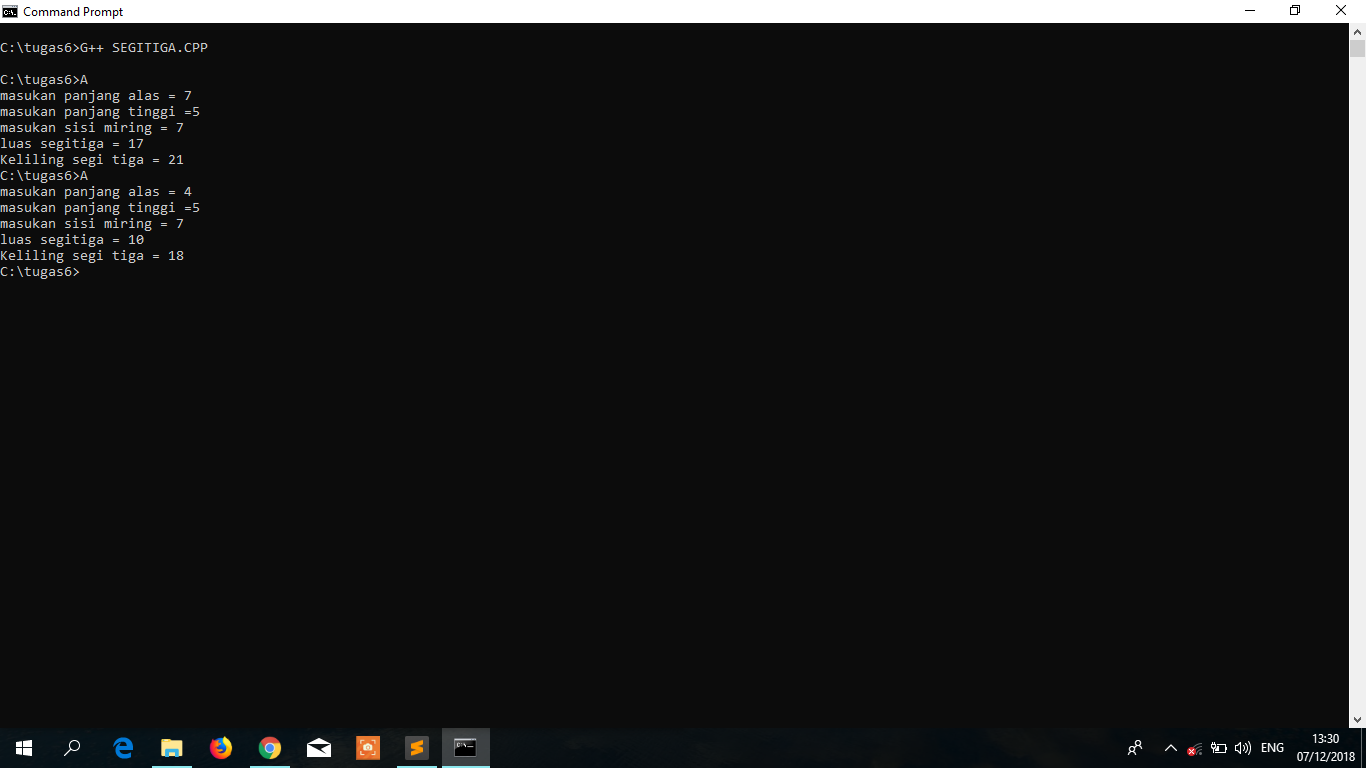 Command Prompt
C:\tugas6>G++ SEGITIGA.CPP
C:\tugas6>A
masukan panjang alas = 7
masukan panjang tinggi =5
masukan sisi miring = 7
luas segitiga = 17
Keliling segi tiga = 21
C:\tugas6>A
masukan panjang alas = 4
masukan panjang tinggi =5
masukan sisi miring = 7
luas segitiga = 10
Keliling segi tiga = 18
C:\tugas6>
ENG
13:30
07/12/2018